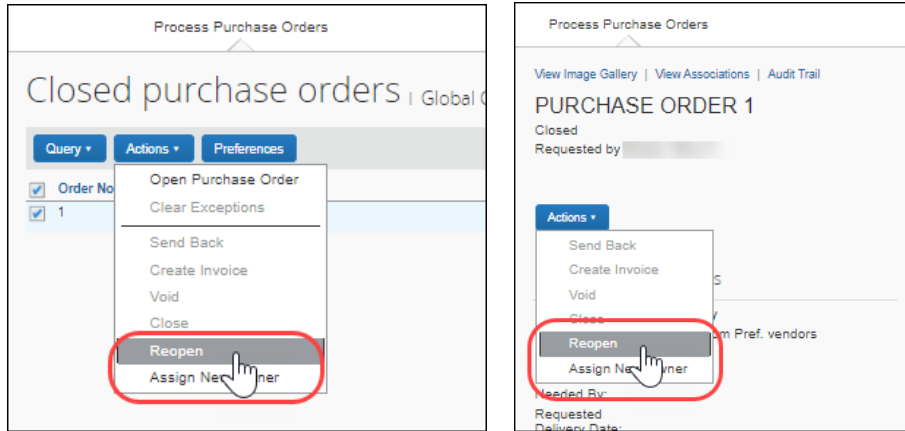 Process Purchase Orders
Closed purchase orders | Global
Query Actions Preferences
Order No
1
Open Purchase Order
Clear Exceptions
Send Back
Create Invoice
Void
Close
Reopen
Assign New Owner
Process Purchase Orders
View Image Gallery | View Associations | Audit Trail
PURCHASE ORDER 1
Closed
Requested by
Actions
Send Back
Create Invoice
Void
Close
Reopen
Pref. vendors
Assign New Owner
Needed By:
Requested
Delivery Date: